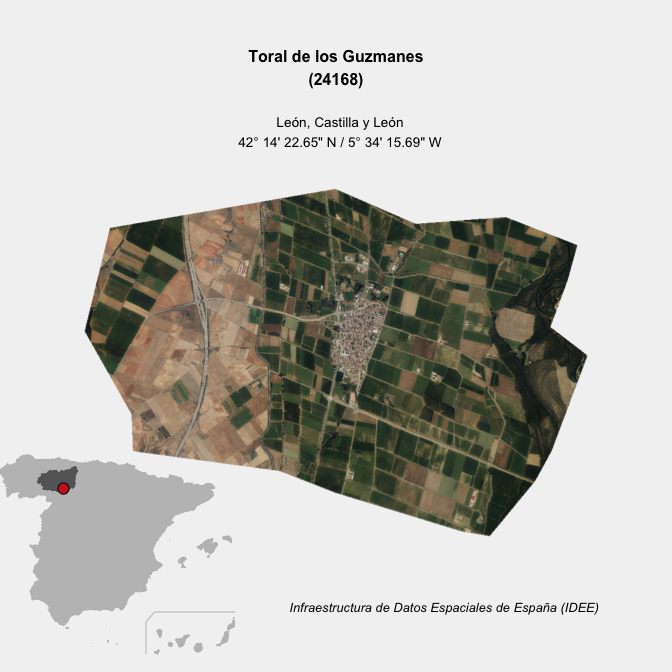 Toral de los Guzmanes
(24168)
León, Castilla y León
42° 14' 22.65" N / 5° 34' 15.69" W
Infraestructura de Datos Espaciales de España (IDEE)